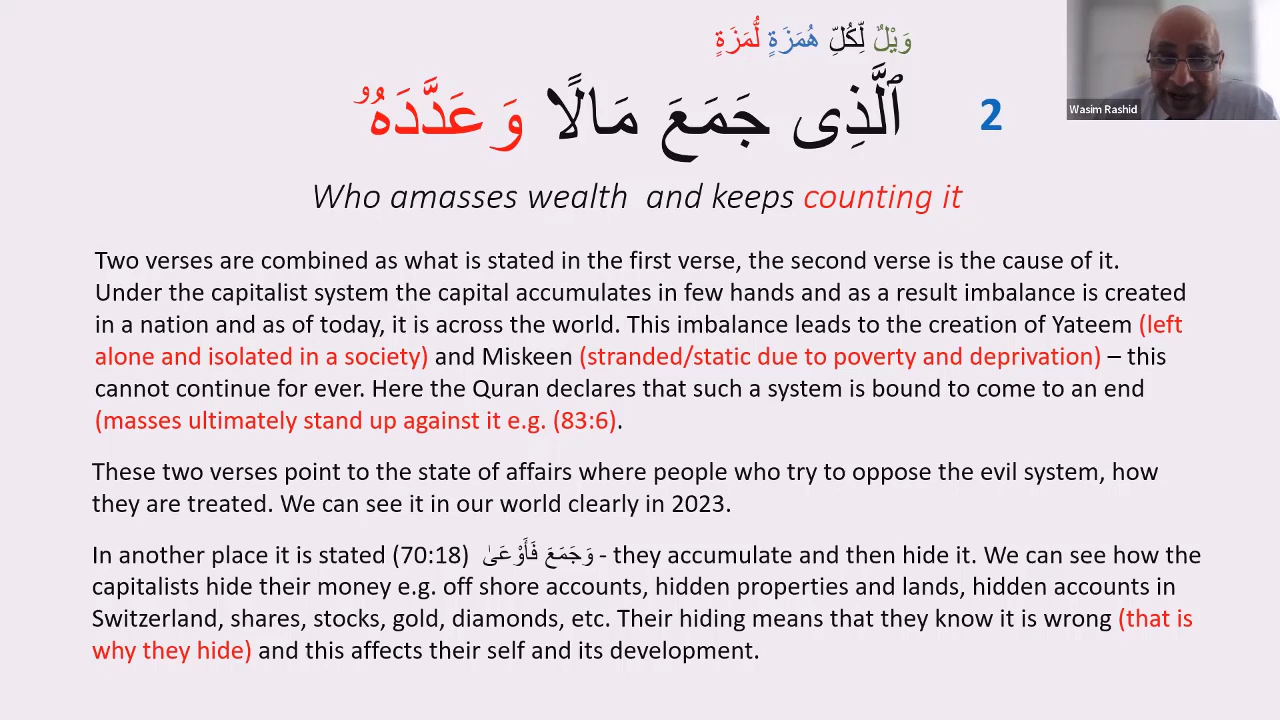 وَيْلٌ لِّكُلِّ هُمَزَةٍ لُّمَزَةٍ
Wasim Rashid
ٱلَّذِى جَمَعَ مَالًا وَعَدَّدَهُۥ
2
Who amasses wealth and keeps counting it
Two verses are combined as what is stated in the first verse, the second verse is the cause of it.
Under the capitalist system the capital accumulates in few hands and as a result imbalance is created
in a nation and as of today, it is across the world. This imbalance leads to the creation of Yateem (left
alone and isolated in a society) and Miskeen (stranded/static due to poverty and deprivation) – this
cannot continue for ever. Here the Quran declares that such a system is bound to come to an end
(masses ultimately stand up against it e.g. (83:6).
These two verses point to the state of affairs where people who try to oppose the evil system, how
they are treated. We can see it in our world clearly in 2023.
In another place it is stated (70:18) وَجَمَعَ فَأَوْعَىٰ - they accumulate and then hide it. We can see how the
capitalists hide their money e.g. off shore accounts, hidden properties and lands, hidden accounts in
Switzerland, shares, stocks, gold, diamonds, etc. Their hiding means that they know it is wrong (that is
why they hide) and this affects their self and its development.